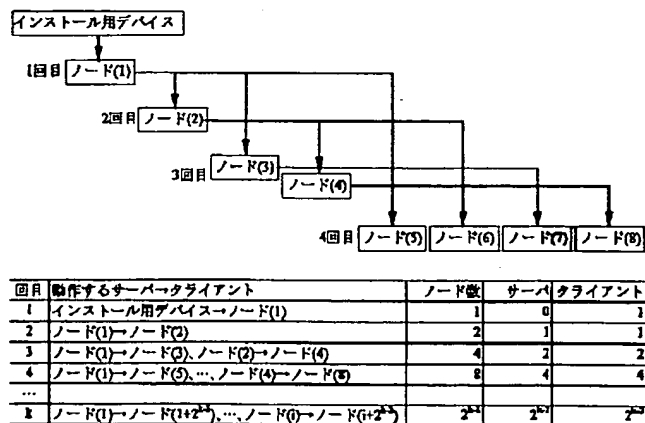 インストール用デバイス
1回目 ノード(1)
2回目 ノード(2)
3回目 ノード(3)
ノード(4)
4回目 ノード(5) ノード(6) ノード(7) ノード(8)
回目 動作するサーバ→クライアント ノード数 サーバ クライアント
1 インストール用デバイス→ノード(1) 1 0 1
2 ノード(1)→ノード(2) 2 1 1
3 ノード(1)→ノード(3)、ノード(2)→ノード(4) 4 2 2
4 ノード(1)→ノード(5)、…、ノード(4)→ノード(8) 8 4 4
…
k ノード(1)→ノード(1+2ᵏ⁻²)、…、ノード(i)→ノード(i+2ᵏ⁻²) 2ᵏ⁻¹ 2ᵏ⁻² 2ᵏ⁻²